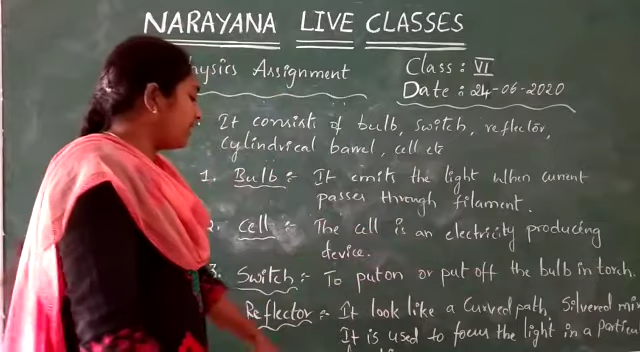 NARAYANA LIVE CLASSES
hysics Assignment
Class : VI
Date : 24-06-2020
It consists of bulb, switch, reflector,
cylindrical barrel, cell etc
1. Bulb :- It emits the light when current
passes through filament.
2. Cell :- The cell is an electricity producing
device.
3. Switch :- To put on or put off the bulb in torch.
Reflector :- It look like a curved path, Silvered
It is used to focus the light in a